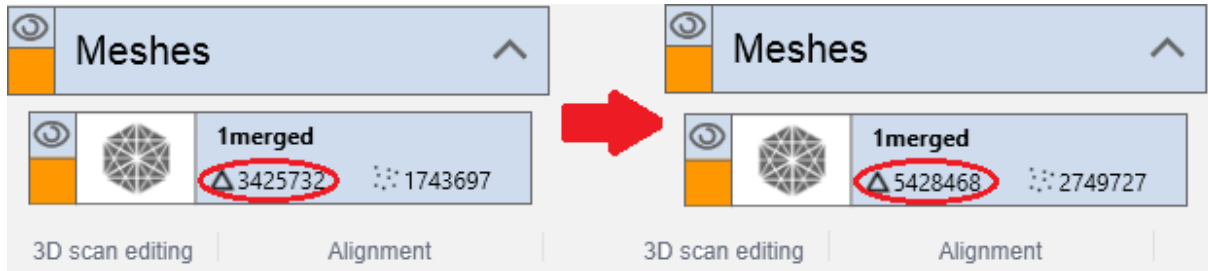 Meshes
1merged
3425732 1743697
3D scan editing Alignment
Meshes
1merged
5428468 2749727
3D scan editing Alignment